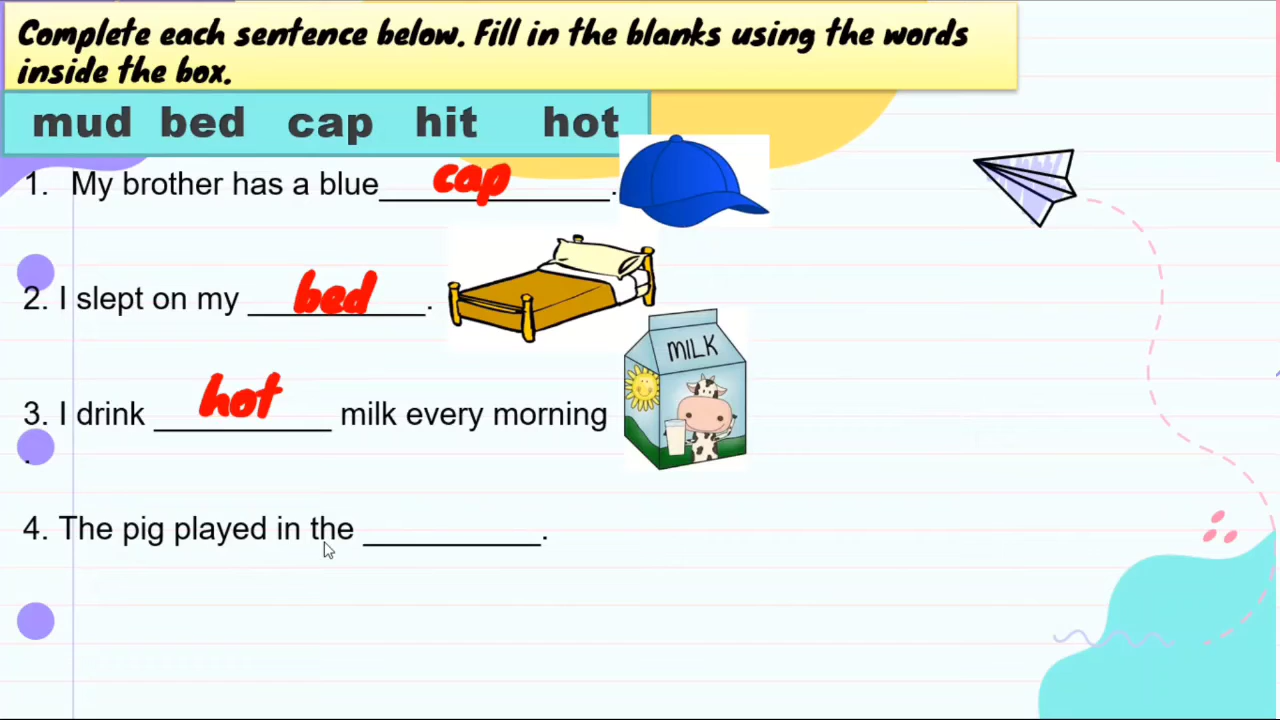 Complete each sentence below. Fill in the blanks using the words
inside the box.
mud bed cap hit hot
1. My brother has a blue cap.
2. I slept on my bed.
MILK
3. I drink hot milk every morning
.
4. The pig played in the __________.